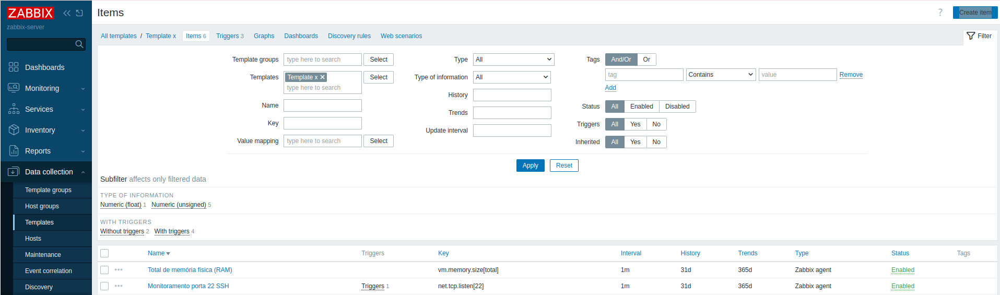 ZABBIX
Items
?
Create item
zabbix-server
All templates / Template x Items 6 Triggers 3 Graphs Dashboards Discovery rules Web scenarios
Filter
Template groups type here to search Select Type All Tags And/Or Or
Templates Template x Select Type of information All tag Contains value Remove
type here to search
Add
History
Name
Status All Enabled Disabled
Trends
Key
Triggers All Yes No
Update interval
Value mapping type here to search Select
Inherited All Yes No
Apply Reset
Subfilter affects only filtered data
TYPE OF INFORMATION
Numeric (float) 1 Numeric (unsigned) 5
WITH TRIGGERS
Without triggers 2 With triggers 4
Name Triggers Key Interval History Trends Type Status Tags
Total de memória física (RAM) vm.memory.size[total] 1m 31d 365d Zabbix agent Enabled
Monitoramento porta 22 SSH Triggers 1 net.tcp.listen[22] 1m 31d 365d Zabbix agent Enabled
Dashboards
Monitoring
Services
Inventory
Reports
Data collection
Template groups
Host groups
Templates
Hosts
Maintenance
Event correlation
Discovery